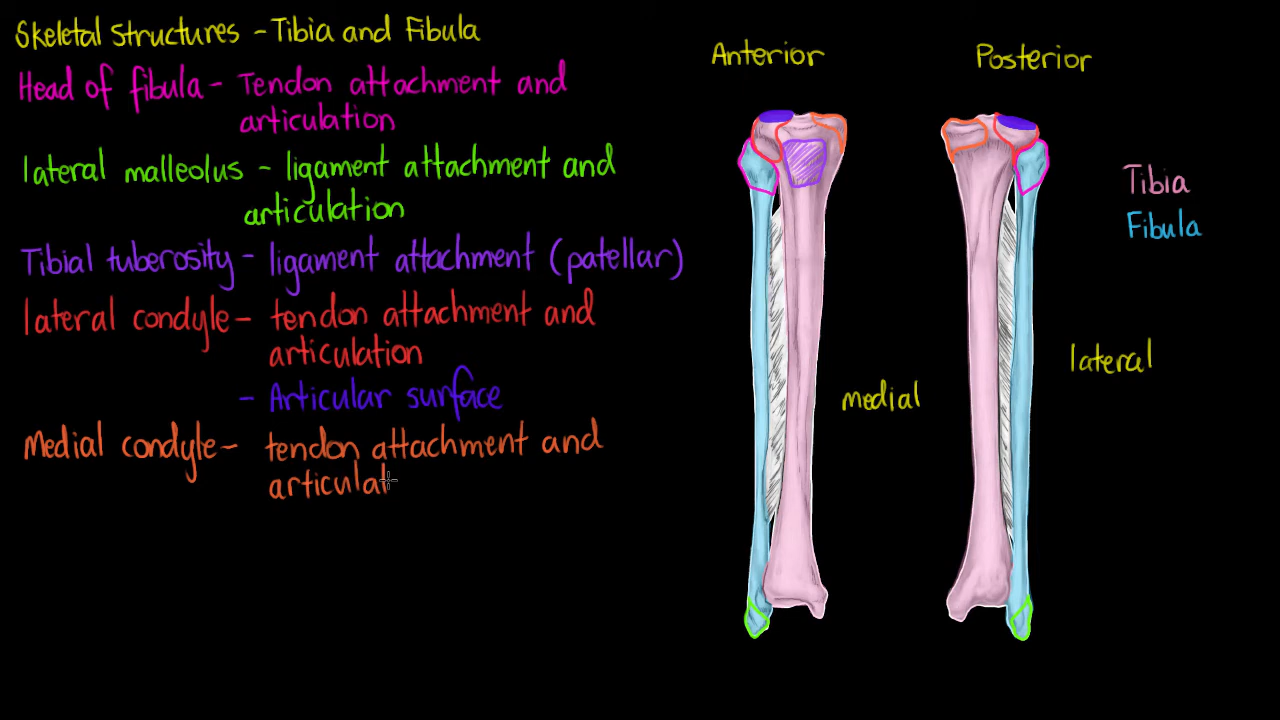 Skeletal structures - Tibia and Fibula
Head of fibula - Tendon attachment and
articulation
lateral malleolus - ligament attachment and
articulation
Tibial tuberosity - ligament attachment (patellar)
lateral condyle - tendon attachment and
articulation
- Articular surface
Medial condyle - tendon attachment and
articulat
Anterior
Posterior
Tibia
Fibula
medial
lateral